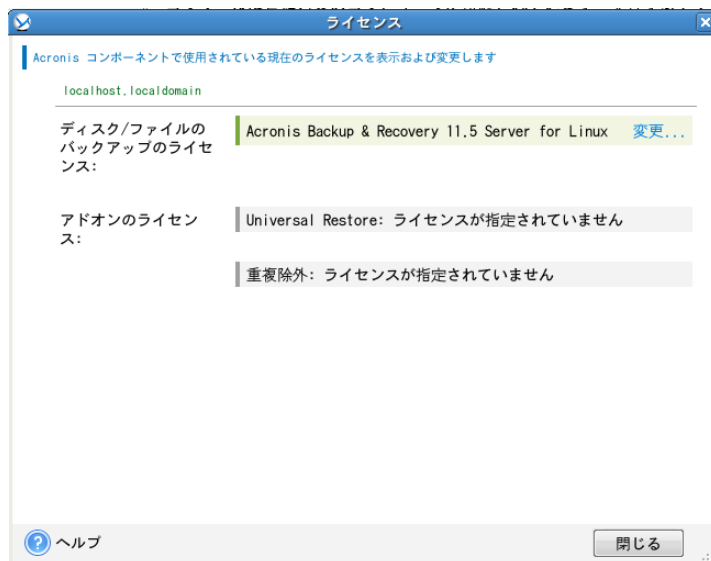 ライセンス
Acronis コンポーネントで使用されている現在のライセンスを表示および変更します
localhost.localdomain
ディスク/ファイルの
バックアップのライセ
ンス:
Acronis Backup & Recovery 11.5 Server for Linux 変更...
アドオンのライセン
ス:
Universal Restore: ライセンスが指定されていません
重複除外: ライセンスが指定されていません
ヘルプ
閉じる